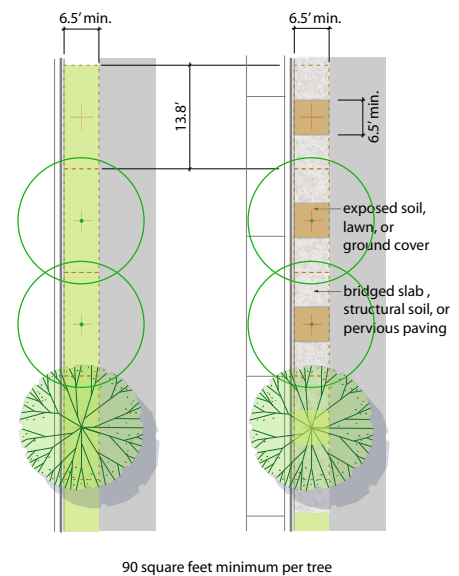 6.5’ min.
6.5’ min.
13.8’
6.5’ min.
exposed soil,
lawn, or
ground cover
bridged slab ,
structural soil, or
pervious paving
90 square feet minimum per tree